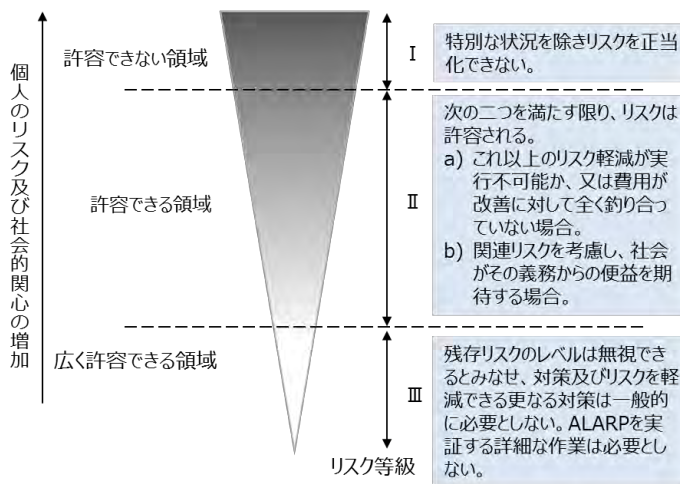 個人のリスク及び社会的関心の増加
許容できない領域
Ⅰ
特別な状況を除きリスクを正当
化できない。
許容できる領域
Ⅱ
次の二つを満たす限り、リスクは
許容される。
a) これ以上のリスク軽減が実
行不可能か、又は費用が
改善に対して全く釣り合っ
ていない場合。
b) 関連リスクを考慮し、社会
がその義務からの便益を期
待する場合。
広く許容できる領域
Ⅲ
残存リスクのレベルは無視でき
るとみなせ、対策及びリスクを軽
減できる更なる対策は一般的
に必要としない。ALARPを実
証する詳細な作業は必要とし
ない。
リスク等級